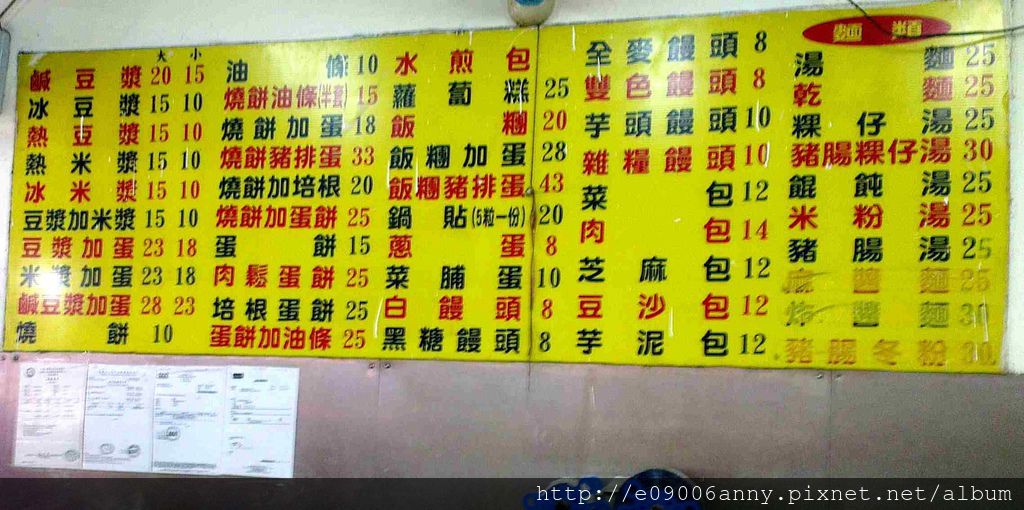 大 小
鹹豆漿 20 15
冰豆漿 15 10
熱豆漿 15 10
熱米漿 15 10
冰米漿 15 10
豆漿加米漿 15 10
豆漿加蛋 23 18
米漿加蛋 23 18
鹹豆漿加蛋 28 23
燒餅 10
油條 10
燒餅油條(半套) 15
燒餅加蛋 18
燒餅豬排蛋 33
燒餅加培根 20
燒餅加蛋餅 25
蛋餅 15
肉鬆蛋餅 25
培根蛋餅 25
蛋餅加油條 25
水煎包
蘿蔔糕 25
飯糰 20
飯糰加蛋 28
飯糰豬排蛋 43
鍋貼(5粒一份) 20
蔥蛋 8
菜脯蛋 10
白饅頭 8
黑糖饅頭 8
全麥饅頭 8
雙色饅頭 8
芋頭饅頭 10
雜糧饅頭 10
菜包 12
肉包 14
芝麻包 12
豆沙包 12
芋泥包 12
麵類
湯麵 25
乾麵 25
粿仔湯 25
豬腸粿仔湯 30
餛飩湯 25
米粉湯 25
豬腸湯 25
麻醬麵 25
炸醬麵 30
豬腸冬粉 30
http://e09006anny.pixnet.net/album